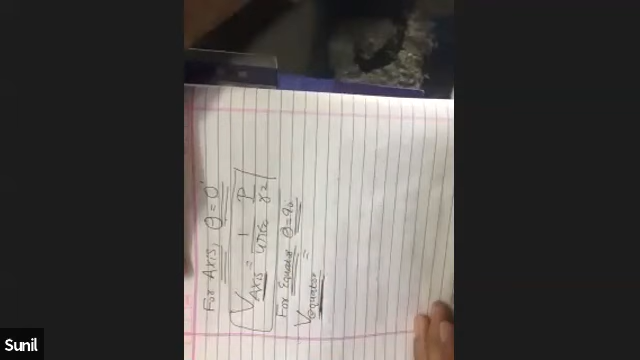 For Axis, θ = 0°
V_Axis = 1/4πε₀ P/r²
For Equator θ = 90°
V_equator =
Sunil